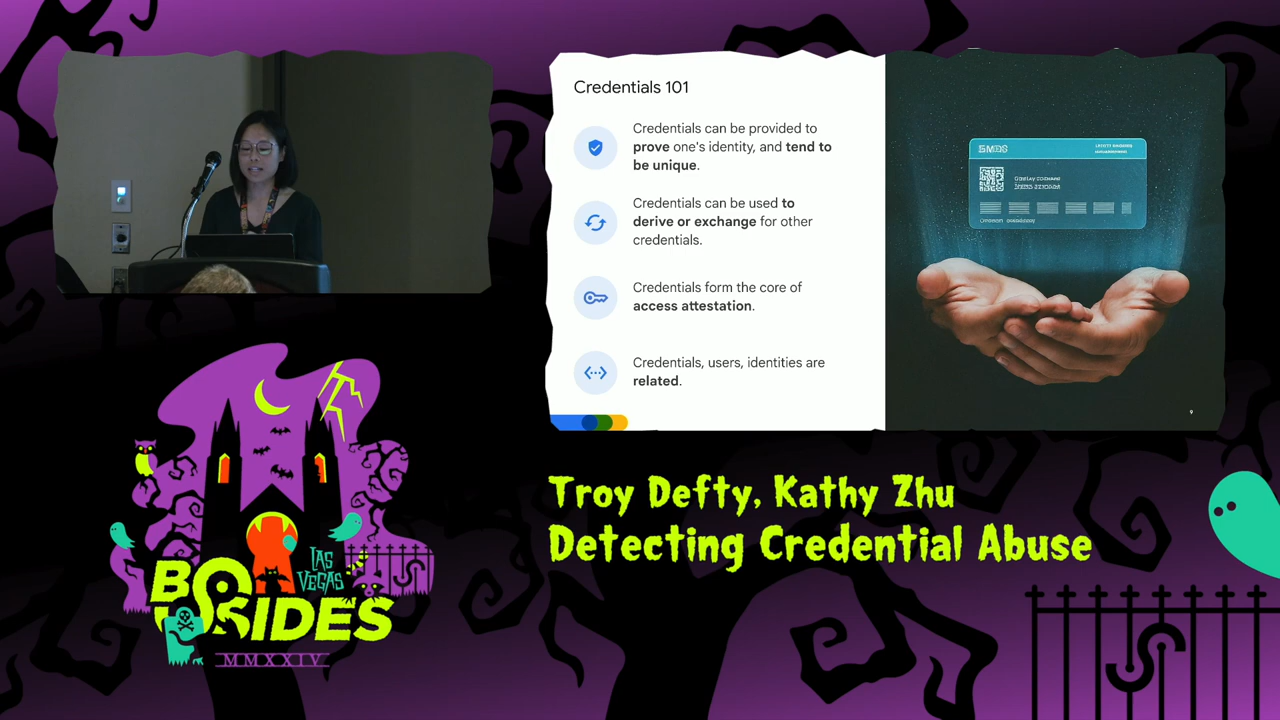 Credentials 101
Credentials can be provided to
prove one's identity, and tend to
be unique.
Credentials can be used to
derive or exchange for other
credentials.
Credentials form the core of
access attestation.
Credentials, users, identities are
related.
9
Troy Defty, Kathy Zhu
Detecting Credential Abuse
LAS
VEGAS
BSIDES
MMXXIV